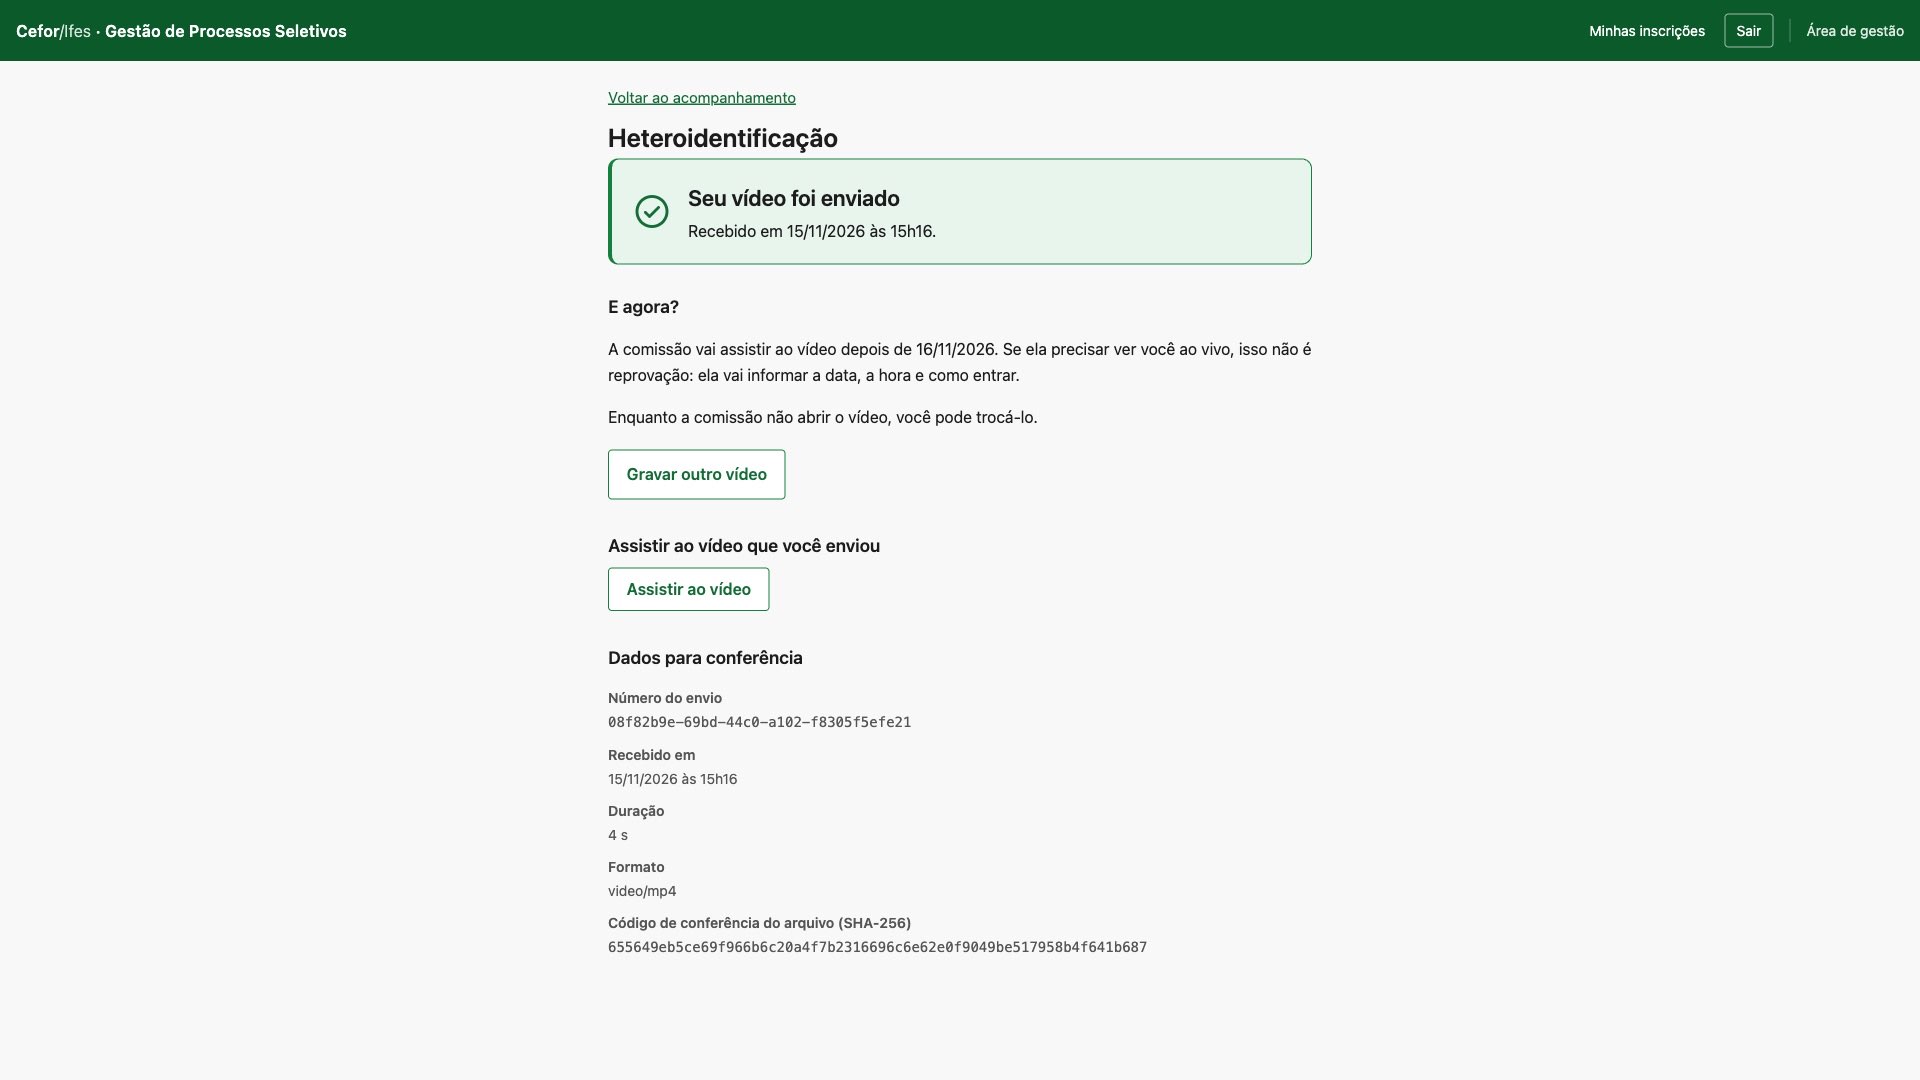 Cefor/Ifes · Gestão de Processos Seletivos
Minhas inscrições
Sair
Área de gestão
Voltar ao acompanhamento
Heteroidentificação
Seu vídeo foi enviado
Recebido em 15/11/2026 às 15h16.
E agora?
A comissão vai assistir ao vídeo depois de 16/11/2026. Se ela precisar ver você ao vivo, isso não é
reprovação: ela vai informar a data, a hora e como entrar.
Enquanto a comissão não abrir o vídeo, você pode trocá-lo.
Gravar outro vídeo
Assistir ao vídeo que você enviou
Assistir ao vídeo
Dados para conferência
Número do envio
08f82b9e-69bd-44c0-a102-f8305f5efe21
Recebido em
15/11/2026 às 15h16
Duração
4 s
Formato
video/mp4
Código de conferência do arquivo (SHA-256)
655649eb5ce69f966b6c20a4f7b2316696c6e62e0f9049be517958b4f641b687